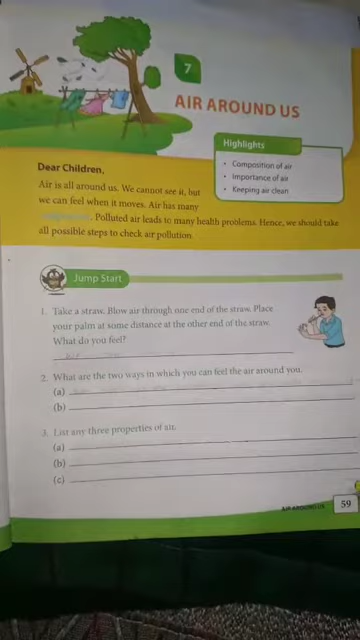 7
AIR AROUND US
Highlights
• Composition of air
• Importance of air
• Keeping air clean
Dear Children,
Air is all around us. We cannot see it, but
we can feel when it moves. Air has many
. Polluted air leads to many health problems. Hence, we should take
all possible steps to check air pollution.
Jump Start
1. Take a straw. Blow air through one end of the straw. Place
your palm at some distance at the other end of the straw.
What do you feel?
2. What are the two ways in which you can feel the air around you.
(a)
(b)
3. List any three properties of air.
(a)
(b)
(c)
AIR AROUND US
59